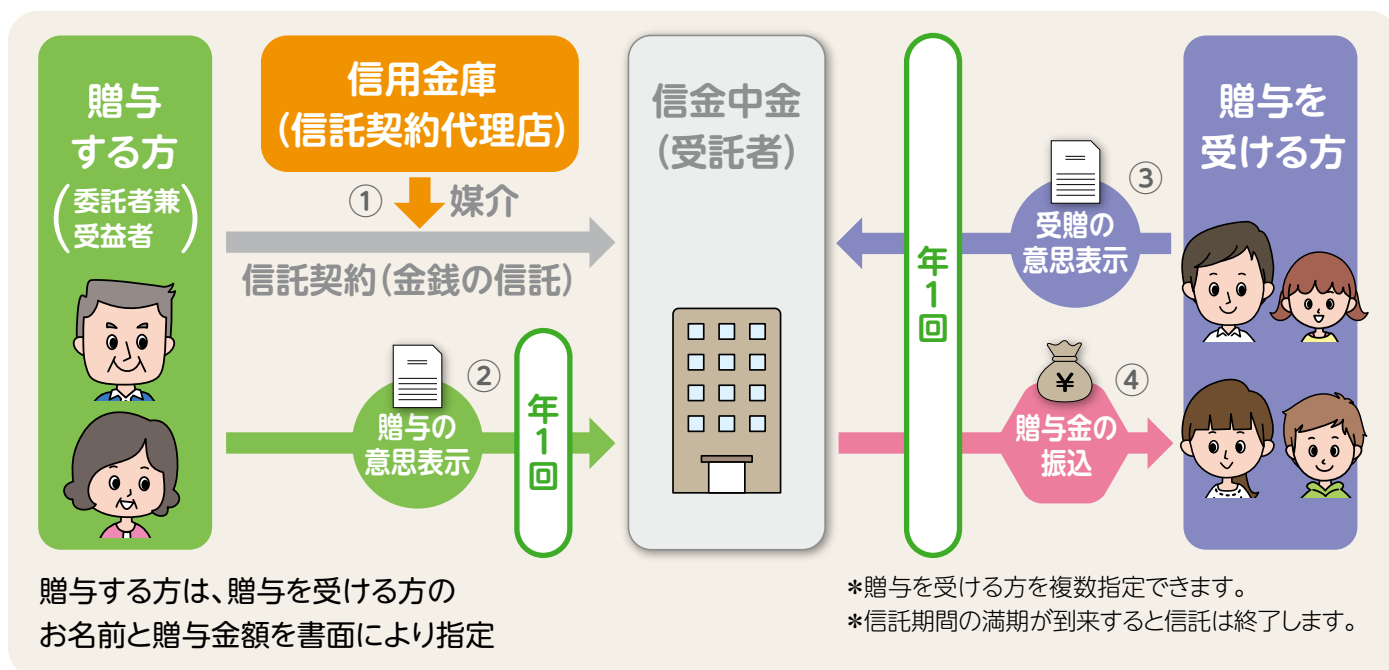 贈与
する方
(委託者兼
受益者)
信用金庫
(信託契約代理店)
① 媒介
信託契約(金銭の信託)
②
贈与の
意思表示
年1回
信金中金
(受託者)
年1回
③
受贈の
意思表示
¥
④
贈与金の
振込
贈与を
受ける方
贈与する方は、贈与を受ける方の
お名前と贈与金額を書面により指定
*贈与を受ける方を複数指定できます。
*信託期間の満期が到来すると信託は終了します。